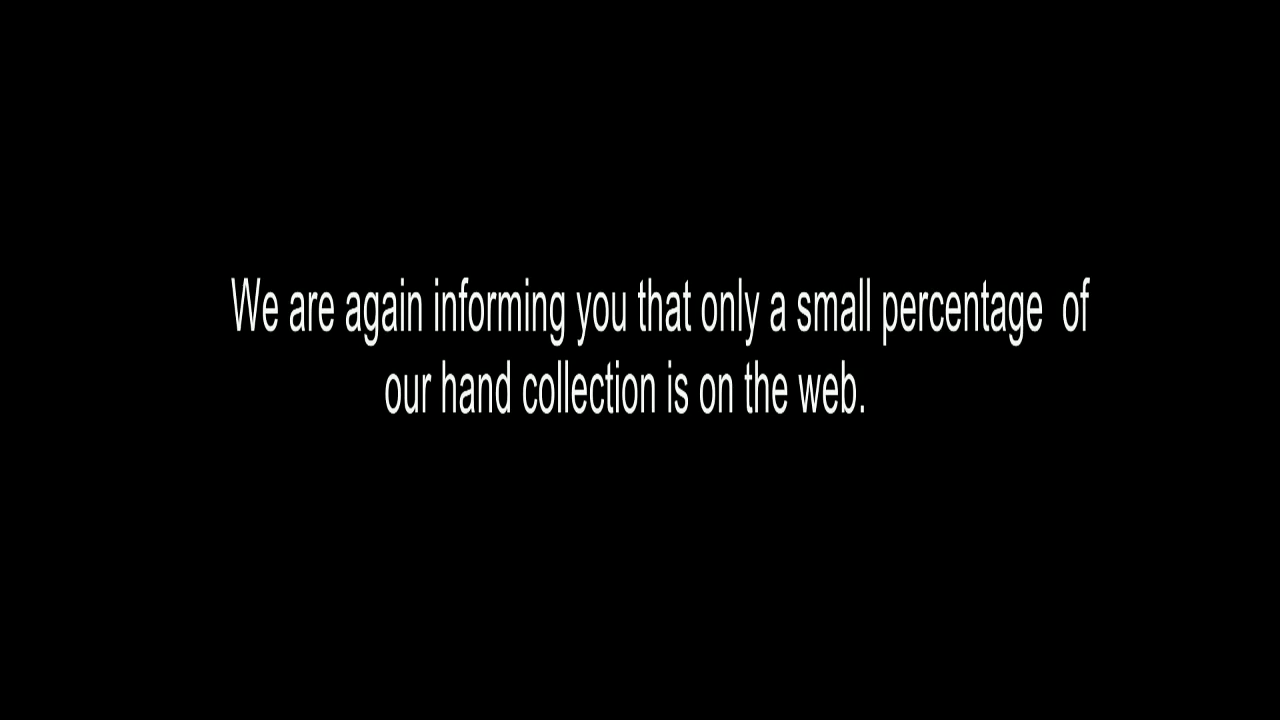 We are again informing you that only a small percentage  of
our hand collection is on the web.